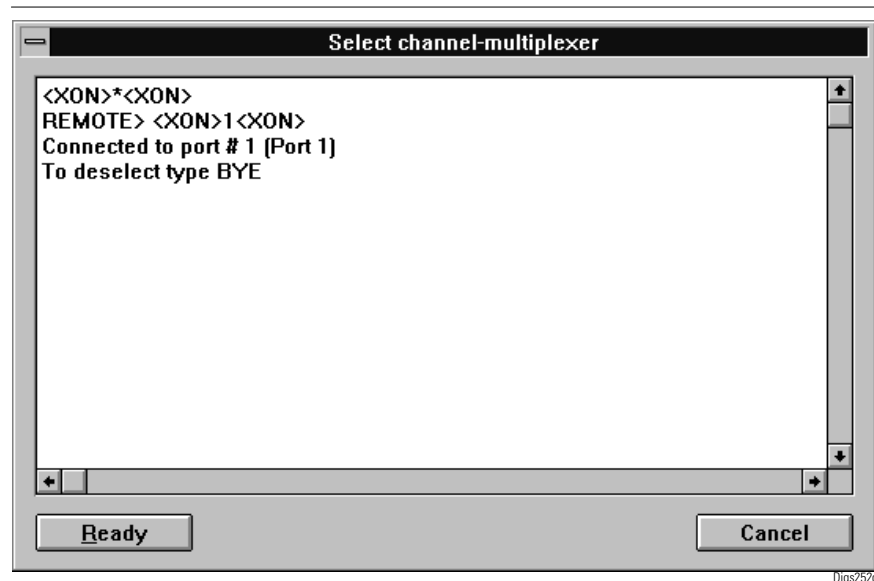 Select channel-multiplexer
<XON>*<XON>
REMOTE> <XON>1<XON>
Connected to port # 1 (Port 1)
To deselect type BYE
Ready
Cancel